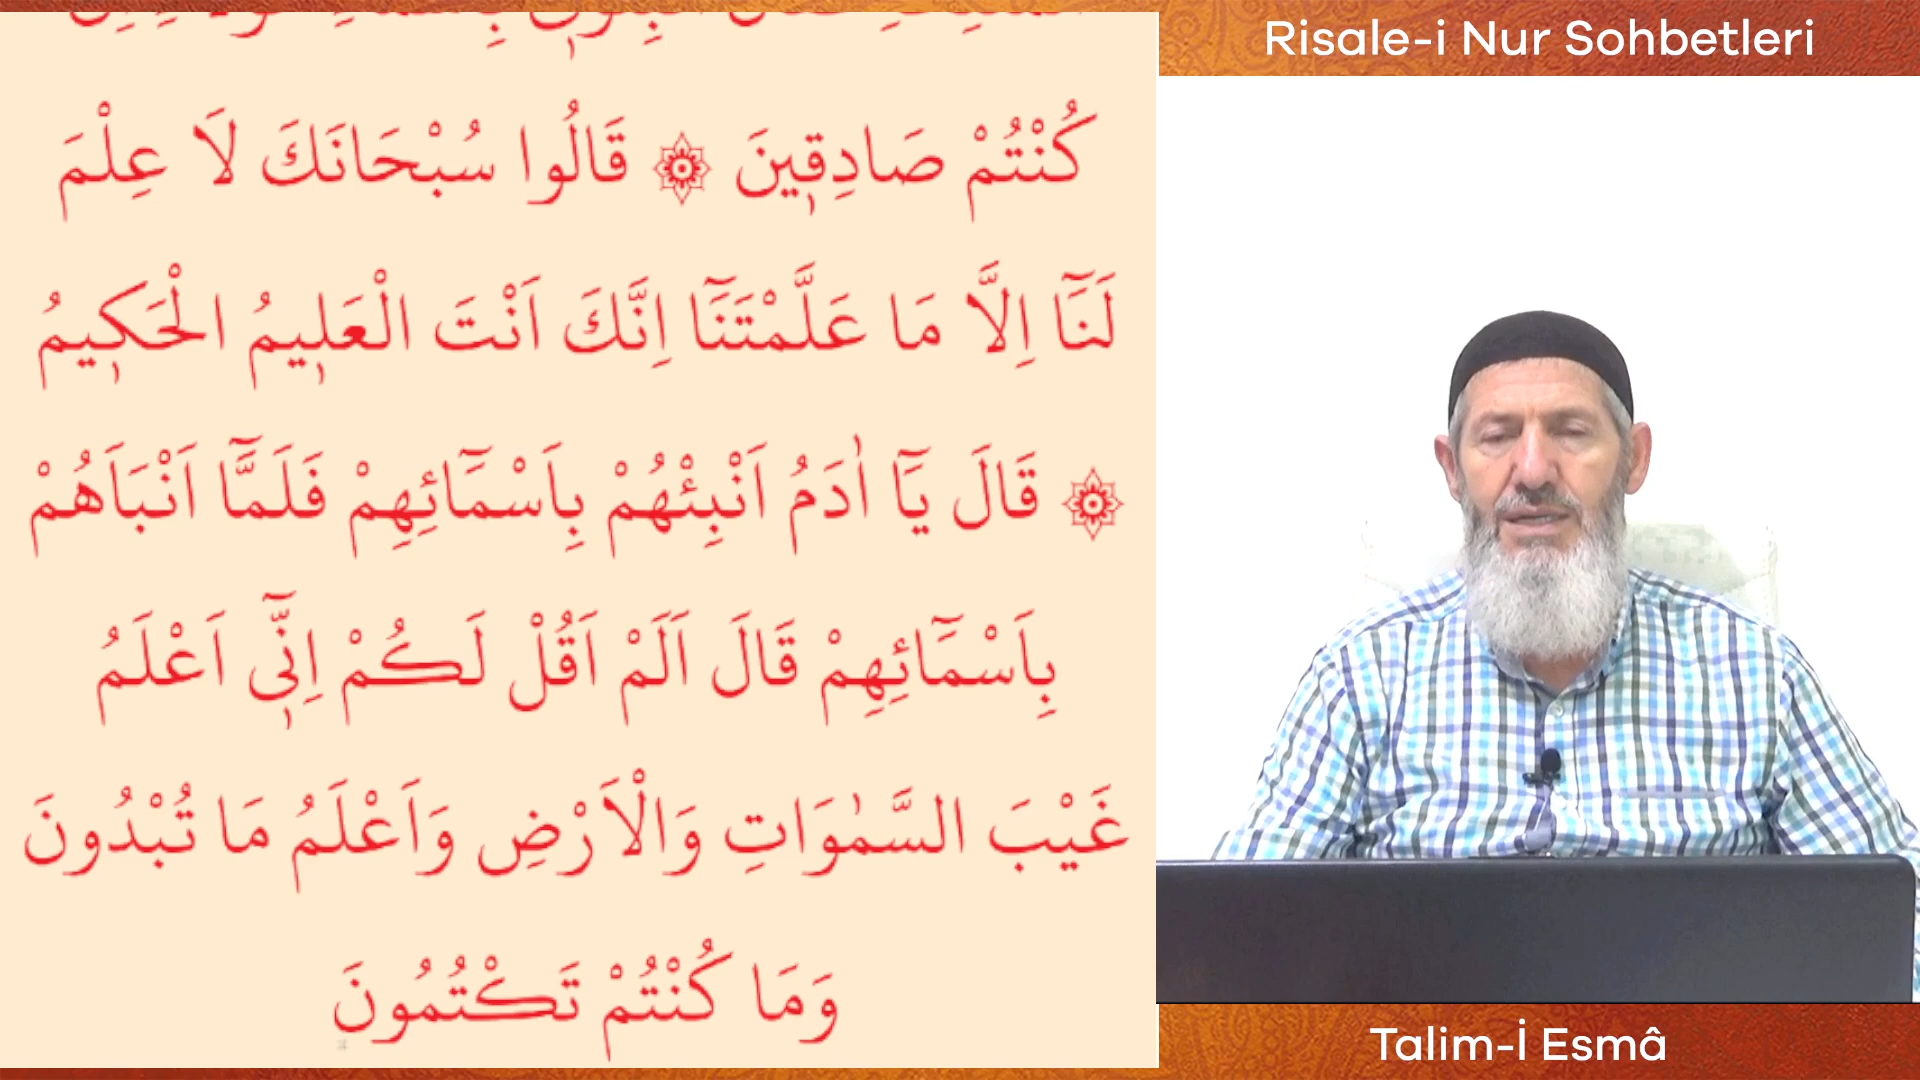 Risale-i Nur Sohbetleri
كُنْتُمْ صَادِقٖينَ ۞ قَالُوا سُبْحَانَكَ لَا عِلْمَ
لَنَٓا اِلَّا مَا عَلَّمْتَنَٓا اِنَّكَ اَنْتَ الْعَلٖيمُ الْحَكٖيمُ
۞ قَالَ يَٓا اٰدَمُ اَنْبِئْهُمْ بِاَسْمَٓائِهِمْ فَلَمَّٓا اَنْبَاَهُمْ
بِاَسْمَٓائِهِمْ قَالَ اَلَمْ اَقُلْ لَكُمْ اِنّٖٓى اَعْلَمُ
غَيْبَ السَّمٰوَاتِ وَالْاَرْضِ وَاَعْلَمُ مَا تُبْدُونَ
وَمَا كُنْتُمْ تَكْتُمُونَ
Talim-İ Esmâ